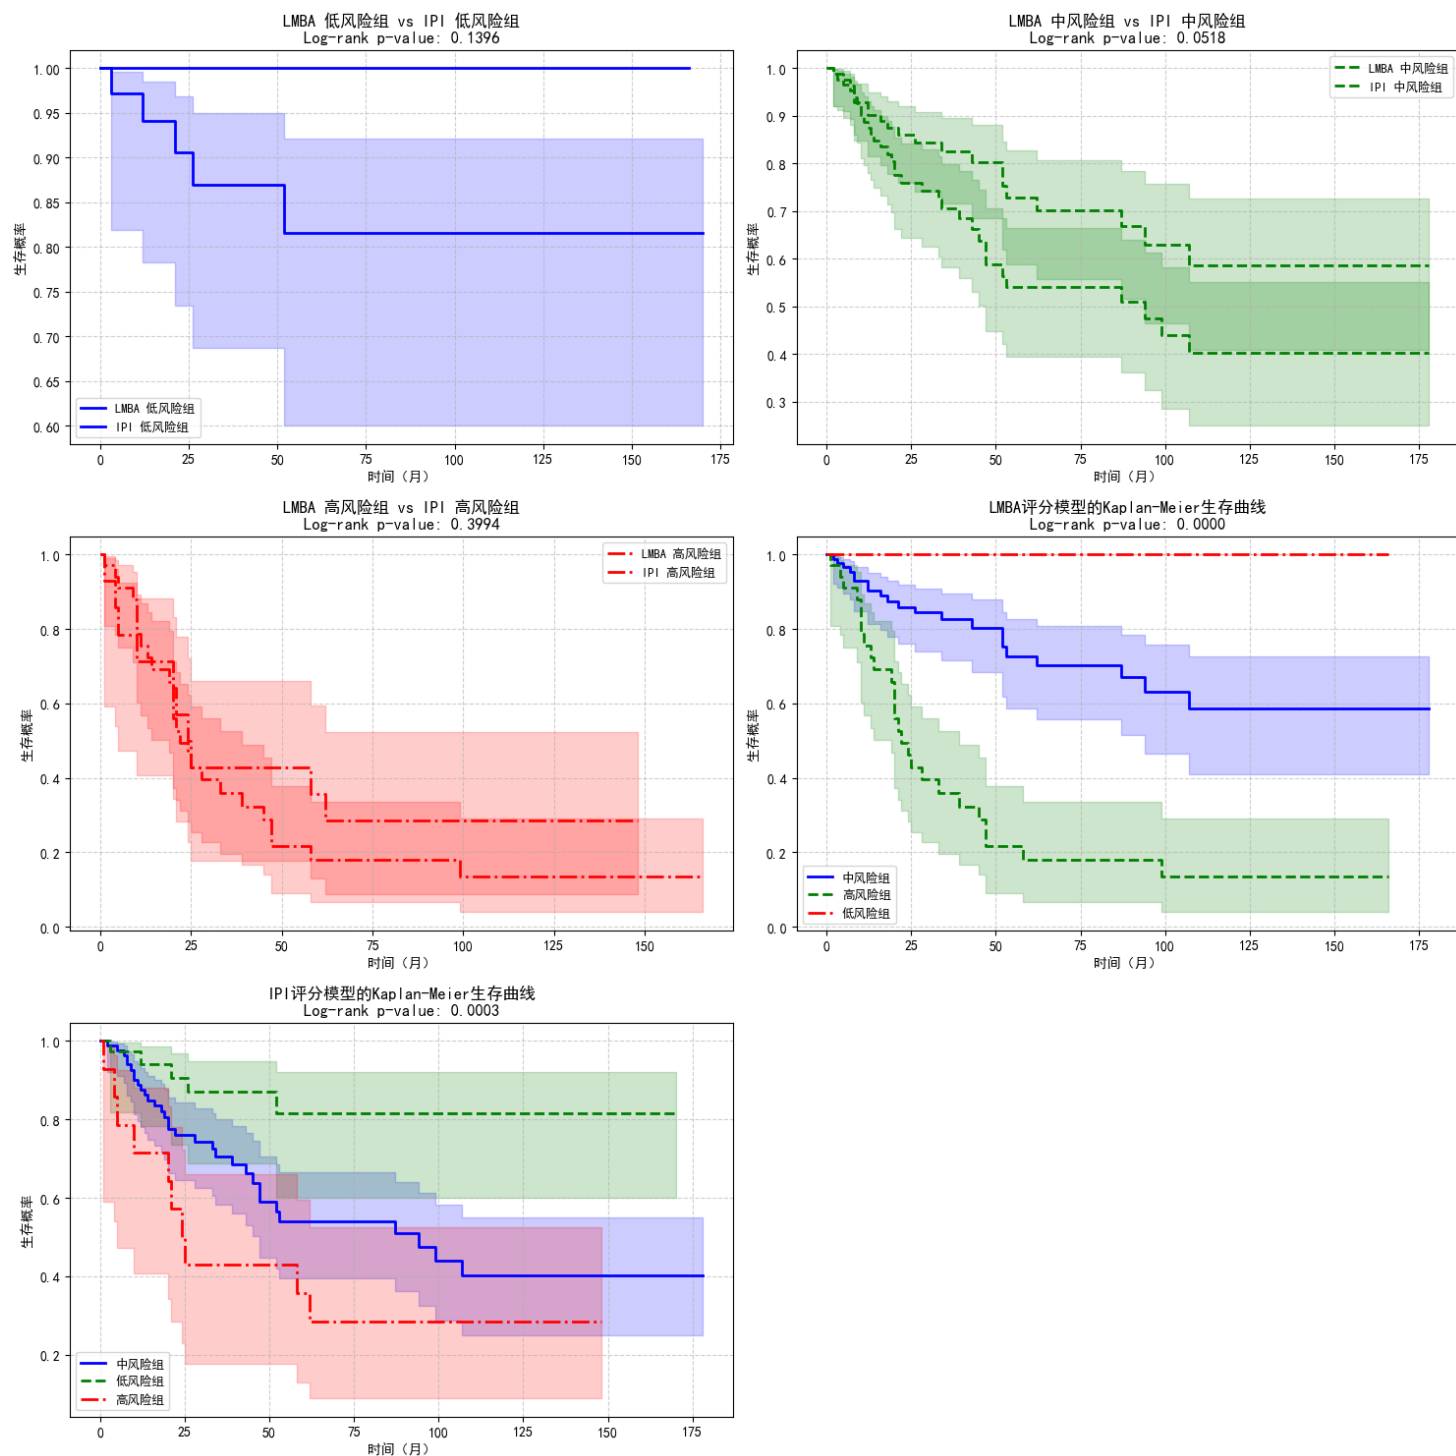 LMBA 低风险组 vs IPI 低风险组
Log-rank p-value: 0.1396
1.00
0.95
0.90
0.85
0.80
0.75
0.70
0.65
0.60
生存概率
LMBA 低风险组
IPI 低风险组
0 25 50 75 100 125 150 175
时间（月）
LMBA 中风险组 vs IPI 中风险组
Log-rank p-value: 0.0518
1.0
0.9
0.8
0.7
0.6
0.5
0.4
0.3
生存概率
LMBA 中风险组
IPI 中风险组
0 25 50 75 100 125 150 175
时间（月）
LMBA 高风险组 vs IPI 高风险组
Log-rank p-value: 0.3994
1.0
0.8
0.6
0.4
0.2
0.0
生存概率
LMBA 高风险组
IPI 高风险组
0 25 50 75 100 125 150
时间（月）
LMBA评分模型的Kaplan-Meier生存曲线
Log-rank p-value: 0.0000
1.0
0.8
0.6
0.4
0.2
0.0
生存概率
中风险组
高风险组
低风险组
0 25 50 75 100 125 150 175
时间（月）
IPI评分模型的Kaplan-Meier生存曲线
Log-rank p-value: 0.0003
1.0
0.8
0.6
0.4
0.2
生存概率
中风险组
低风险组
高风险组
0 25 50 75 100 125 150 175
时间（月）